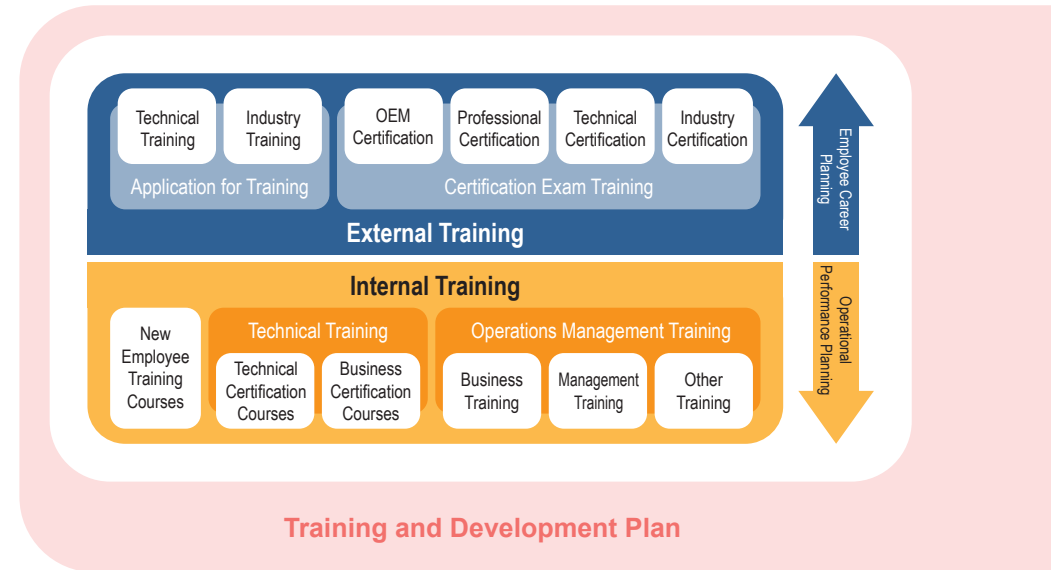 Technical
Training
Industry
Training
Application for Training
OEM
Certification
Professional
Certification
Technical
Certification
Industry
Certification
Certification Exam Training
External Training
Employee Career
Planning
Internal Training
New
Employee
Training
Courses
Technical Training
Technical
Certification
Courses
Business
Certification
Courses
Operations Management Training
Business
Training
Management
Training
Other
Training
Operational
Performance Planning
Training and Development Plan